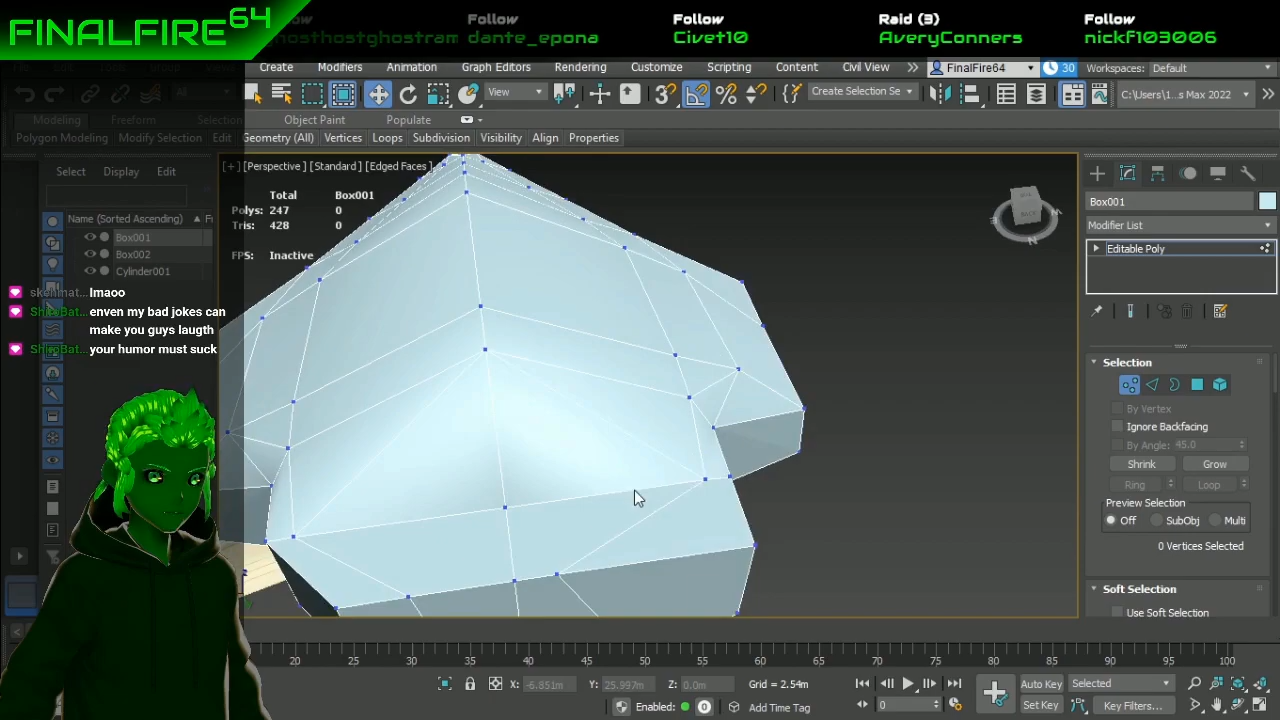 FINALFIRE64
Follow
ghosthostghostram
Follow
dante_epona
Follow
Civet10
Raid (3)
AveryConners
Follow
nickf103006
Create Modifiers Animation Graph Editors Rendering Customize Scripting Content Civil View
FinalFire64
30
Workspaces: Default
View
Create Selection Se
C:\Users\1...s Max 2022
Modeling Freeform Selection Object Paint Populate
Polygon Modeling Modify Selection Edit Geometry (All) Vertices Loops Subdivision Visibility Align Properties
Select Display Edit
Name (Sorted Ascending)
Box001
Box002
Cylinder001
[+] [Perspective] [Standard] [Edged Faces]
Total Box001
Polys: 247 0
Tris: 428 0
FPS: Inactive
lmaoo
ShinyBat... enven my bad jokes can
make you guys laugth
ShinyBat... your humor must suck
Box001
Modifier List
Editable Poly
Selection
By Vertex
Ignore Backfacing
By Angle: 45.0
Shrink Grow
Ring Loop
Preview Selection
Off SubObj Multi
0 Vertices Selected
Soft Selection
Use Soft Selection
20 25 30 35 40 45 50 55 60 65 70 75 80 85 90 95 100
X: -6.851m Y: 25.997m Z: 0.0m Grid = 2.54m
Enabled: 0 Add Time Tag
Auto Key Selected
0 Set Key Key Filters...